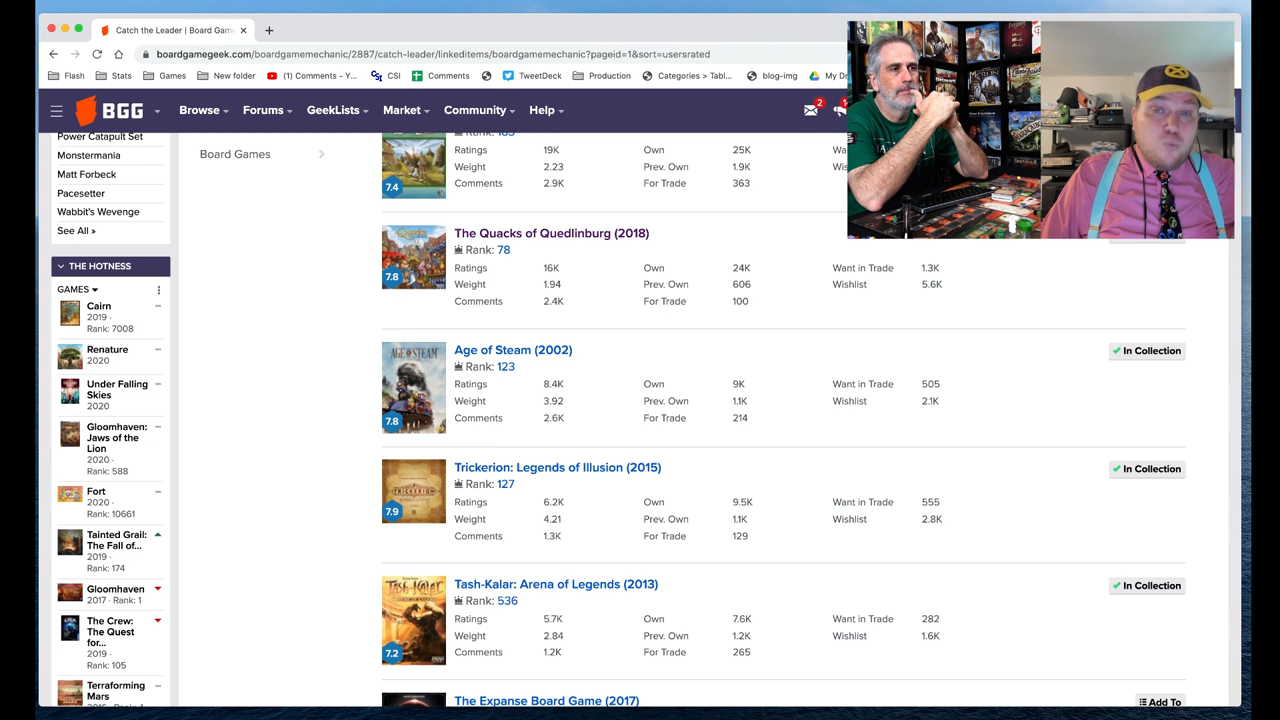 Catch the Leader | Board Gam
boardgamegeek.com/boardgamemechanic/2887/catch-leader/linkeditems/boardgamemechanic?pageid=1&sort=usersrated
Flash Stats Games New folder (1) Comments - Y... CSI Comments TweetDeck Production Categories > Tabl... blog-img My Dr
BGG Browse Forums GeekLists Market Community Help 2
Power Catapult Set
Monstermania
Matt Forbeck
Pacesetter
Wabbit's Wevenge
See All »
THE HOTNESS
GAMES
Cairn
2019 ·
Rank: 7008
Renature
2020
Under Falling
Skies
2020
Gloomhaven:
Jaws of the
Lion
2020 ·
Rank: 588
Fort
2020 ·
Rank: 10661
Tainted Grail:
The Fall of...
2019 ·
Rank: 174
Gloomhaven
2017 · Rank: 1
The Crew:
The Quest
for...
2019 ·
Rank: 105
Terraforming
Mars
Board Games
Ratings 19K Own 25K Wa
Weight 2.23 Prev. Own 1.9K Wis
Comments 2.9K For Trade 363
7.4
The Quacks of Quedlinburg (2018)
Rank: 78
Ratings 16K Own 24K Want in Trade 1.3K
Weight 1.94 Prev. Own 606 Wishlist 5.6K
Comments 2.4K For Trade 100
7.8
Age of Steam (2002)
In Collection
Rank: 123
Ratings 8.4K Own 9K Want in Trade 505
Weight 3.92 Prev. Own 1.1K Wishlist 2.1K
Comments 2.6K For Trade 214
AGE OF STEAM
7.8
Trickerion: Legends of Illusion (2015)
In Collection
Rank: 127
Ratings 7.2K Own 9.5K Want in Trade 555
Weight 4.21 Prev. Own 1.1K Wishlist 2.8K
Comments 1.3K For Trade 129
TRICKERION
7.9
Tash-Kalar: Arena of Legends (2013)
In Collection
Rank: 536
Ratings 5.7K Own 7.6K Want in Trade 282
Weight 2.84 Prev. Own 1.2K Wishlist 1.6K
Comments 1.2K For Trade 265
TASH-KALAR
7.2
The Expanse Board Game (2017
Add To